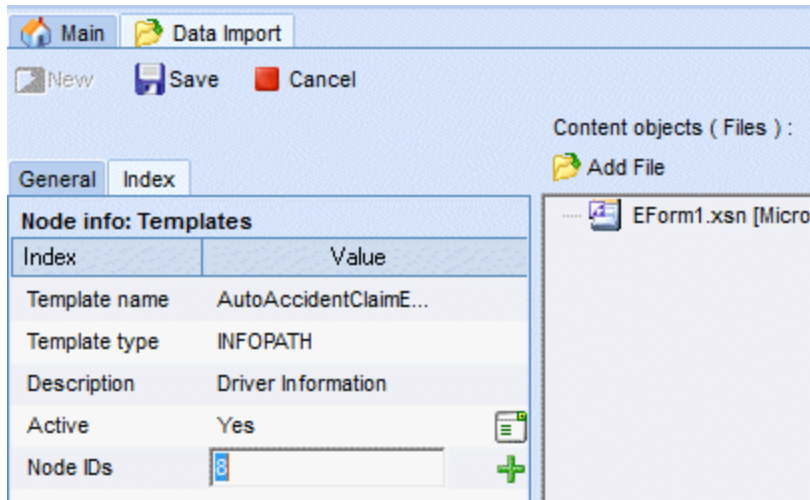 Main Data Import
New Save Cancel
Content objects ( Files ) :
Add File
EForm1.xsn [Micro
General Index
Node info: Templates
Index Value
Template name AutoAccidentClaimE...
Template type INFOPATH
Description Driver Information
Active Yes
Node IDs 8